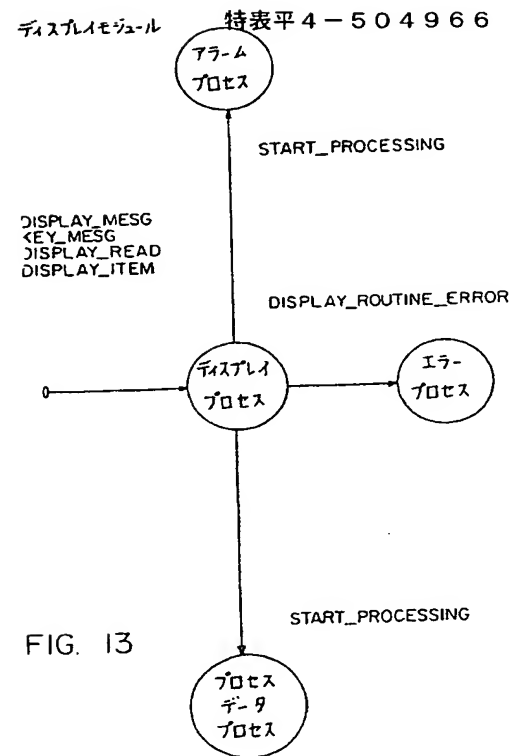 ディスプレイモジュール
特表平4-504966
アラーム
プロセス
START_PROCESSING
DISPLAY_MESG
KEY_MESG
DISPLAY_READ
DISPLAY_ITEM
DISPLAY_ROUTINE_ERROR
ディスプレイ
プロセス
エラー
プロセス
START_PROCESSING
FIG. 13
プロセス
データ
プロセス